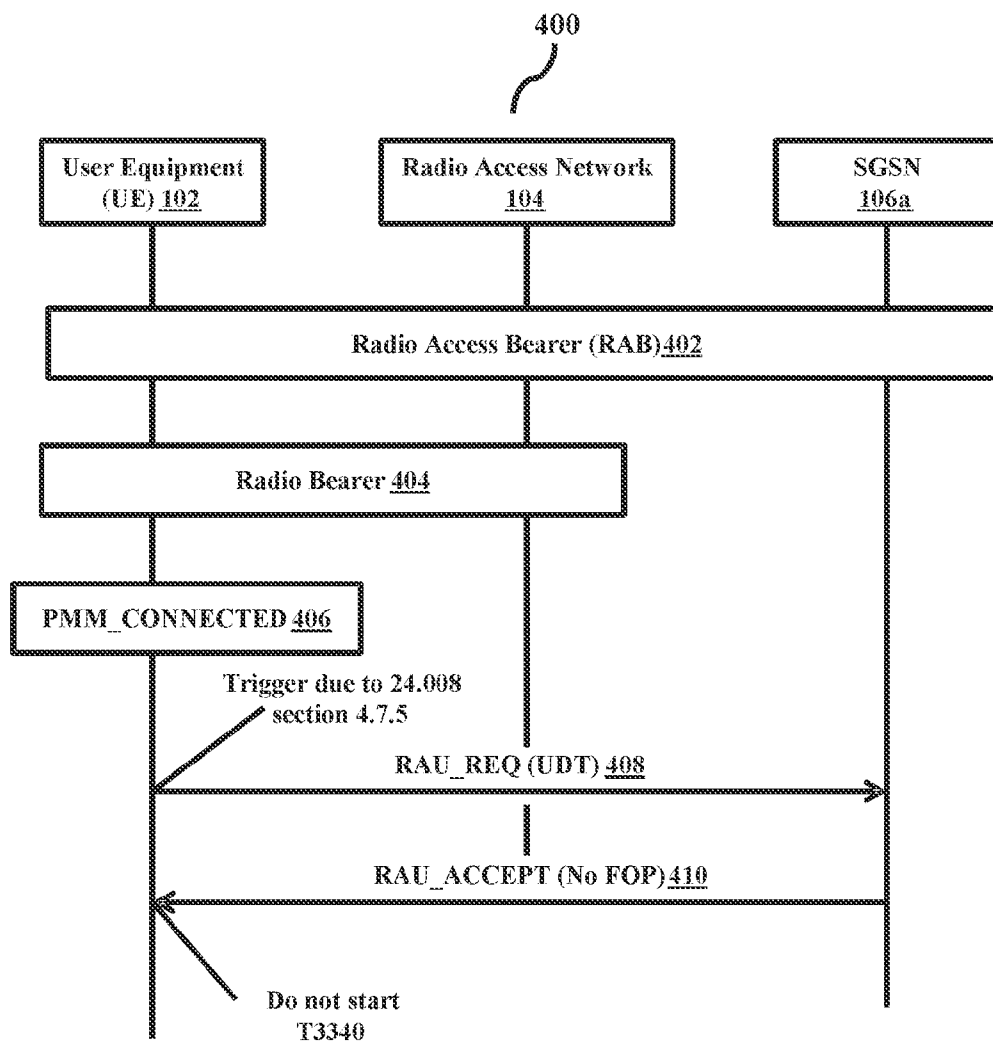 400
User Equipment
(UE) 102
Radio Access Network
104
SGSN
106a
Radio Access Bearer (RAB)402
Radio Bearer 404
PMM_CONNECTED 406
Trigger due to 24.008
section 4.7.5
RAU_REQ (UDT) 408
RAU_ACCEPT (No FOP)410
Do not start
T3340